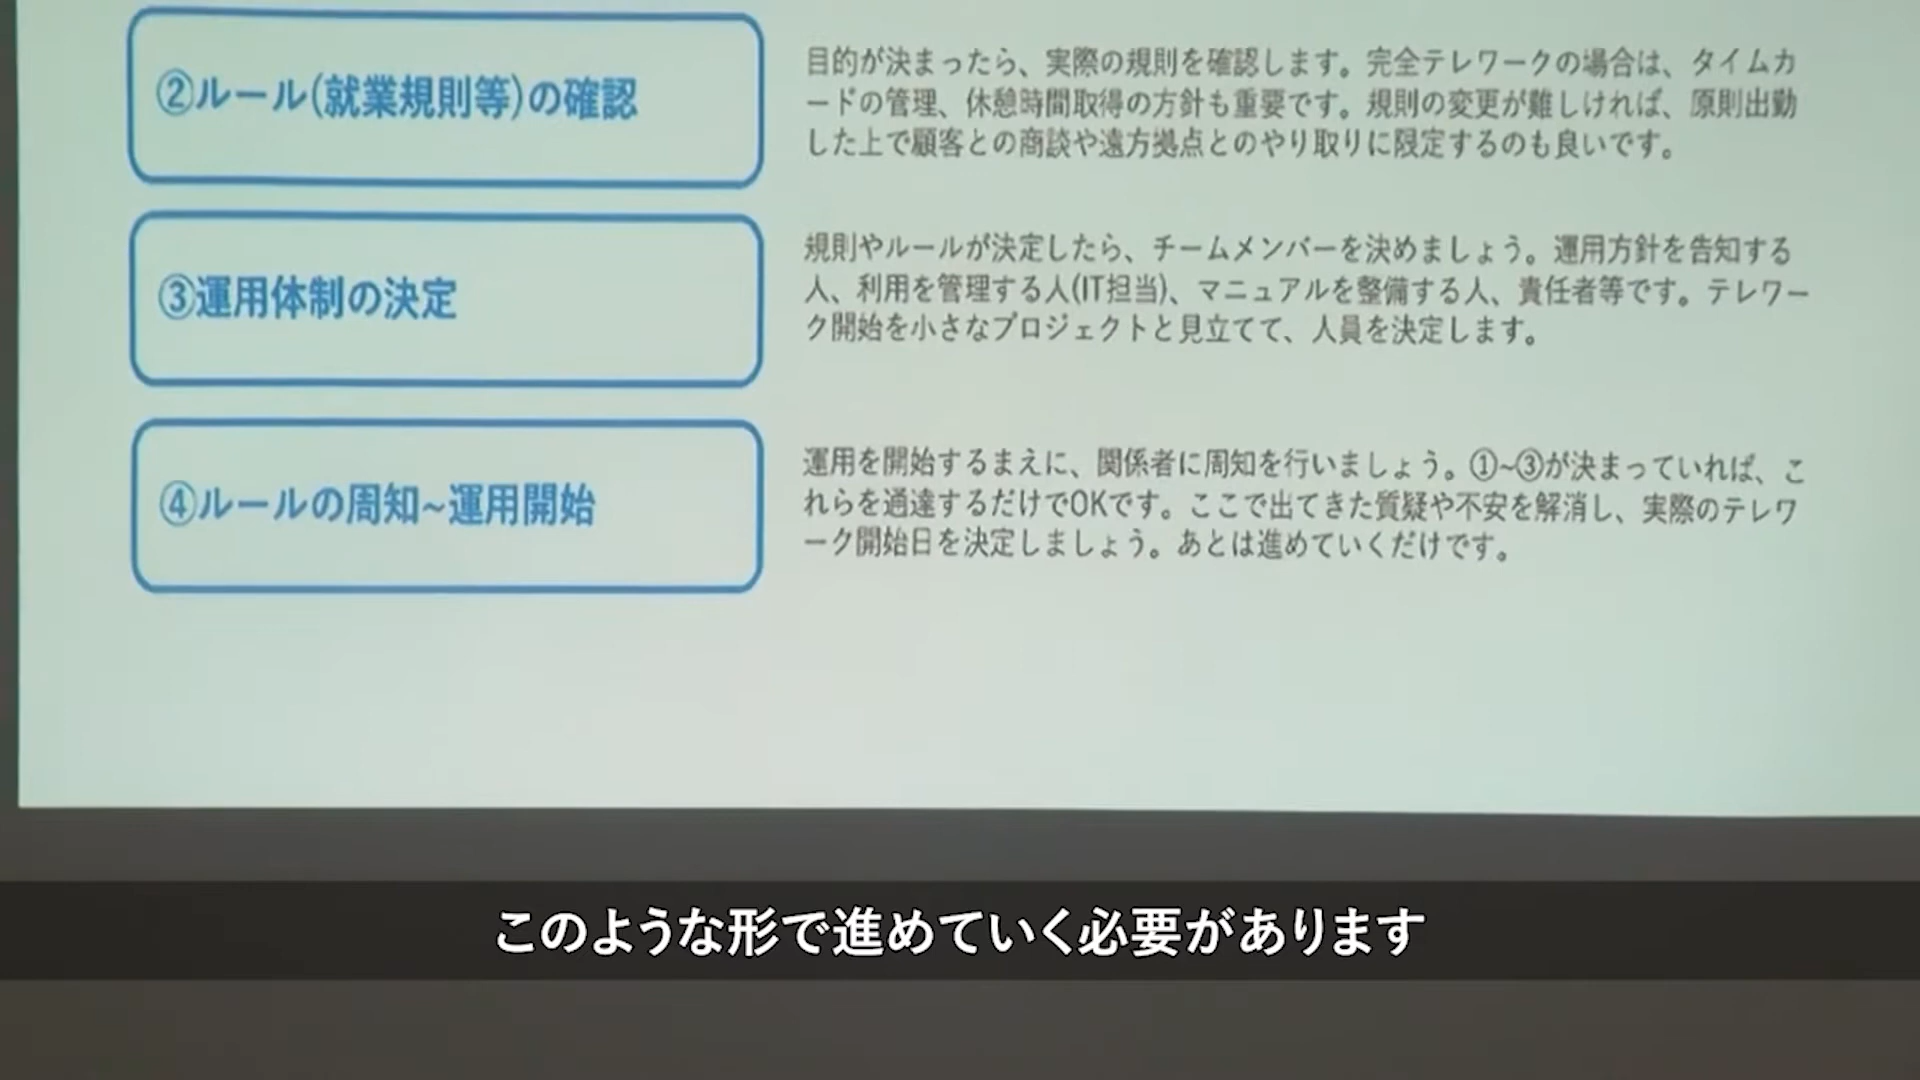 ②ルール(就業規則等)の確認
目的が決まったら、実際の規則を確認します。完全テレワークの場合は、タイムカ
ードの管理、休憩時間取得の方針も重要です。規則の変更が難しければ、原則出勤
した上で顧客との商談や遠方拠点とのやり取りに限定するのも良いです。
③運用体制の決定
規則やルールが決定したら、チームメンバーを決めましょう。運用方針を告知する
人、利用を管理する人(IT担当)、マニュアルを整備する人、責任者等です。テレワー
ク開始を小さなプロジェクトと見立てて、人員を決定します。
④ルールの周知~運用開始
運用を開始するまえに、関係者に周知を行いましょう。①~③が決まっていれば、こ
れらを通達するだけでOKです。ここで出てきた質疑や不安を解消し、実際のテレワ
ーク開始日を決定しましょう。あとは進めていくだけです。
このような形で進めていく必要があります